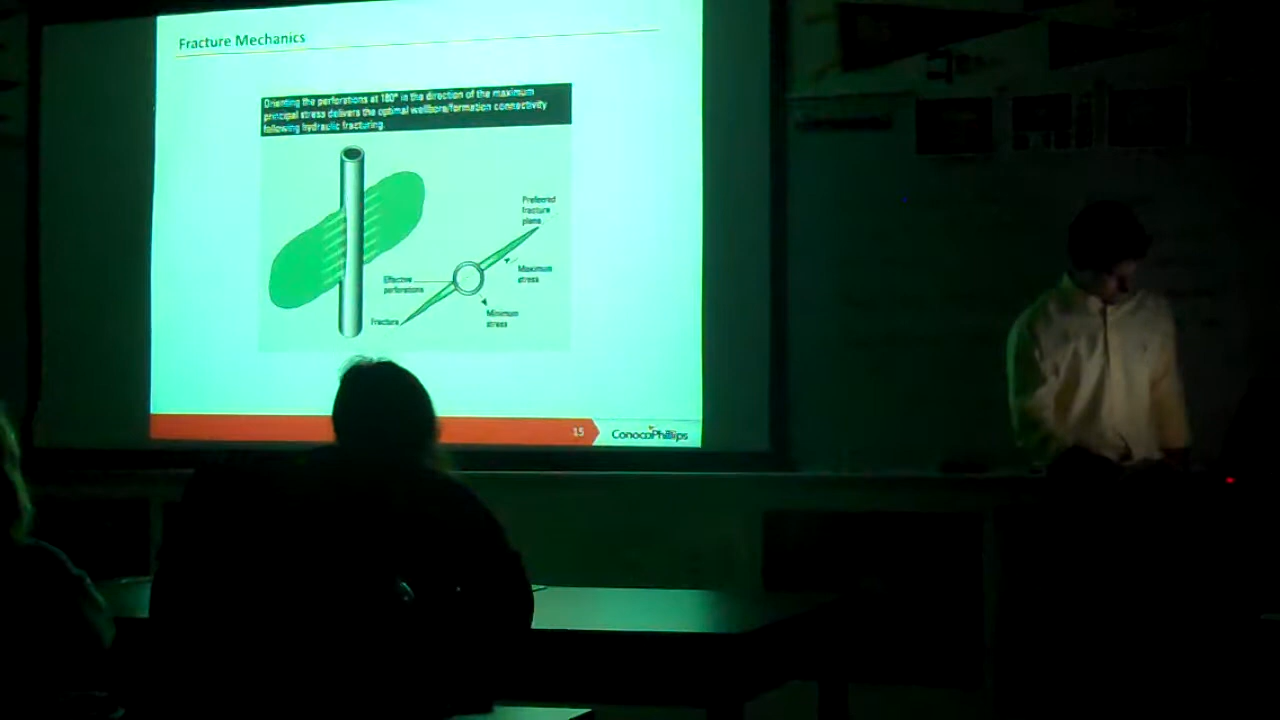 Fracture Mechanics
Orienting the perforations at 180° in the direction of the maximum
principal stress delivers the optimal wellbore/formation connectivity
following hydraulic fracturing.
Preferred
fracture
plane
Maximum
stress
Effective
perforations
Minimum
stress
Fracture
15
ConocoPhillips